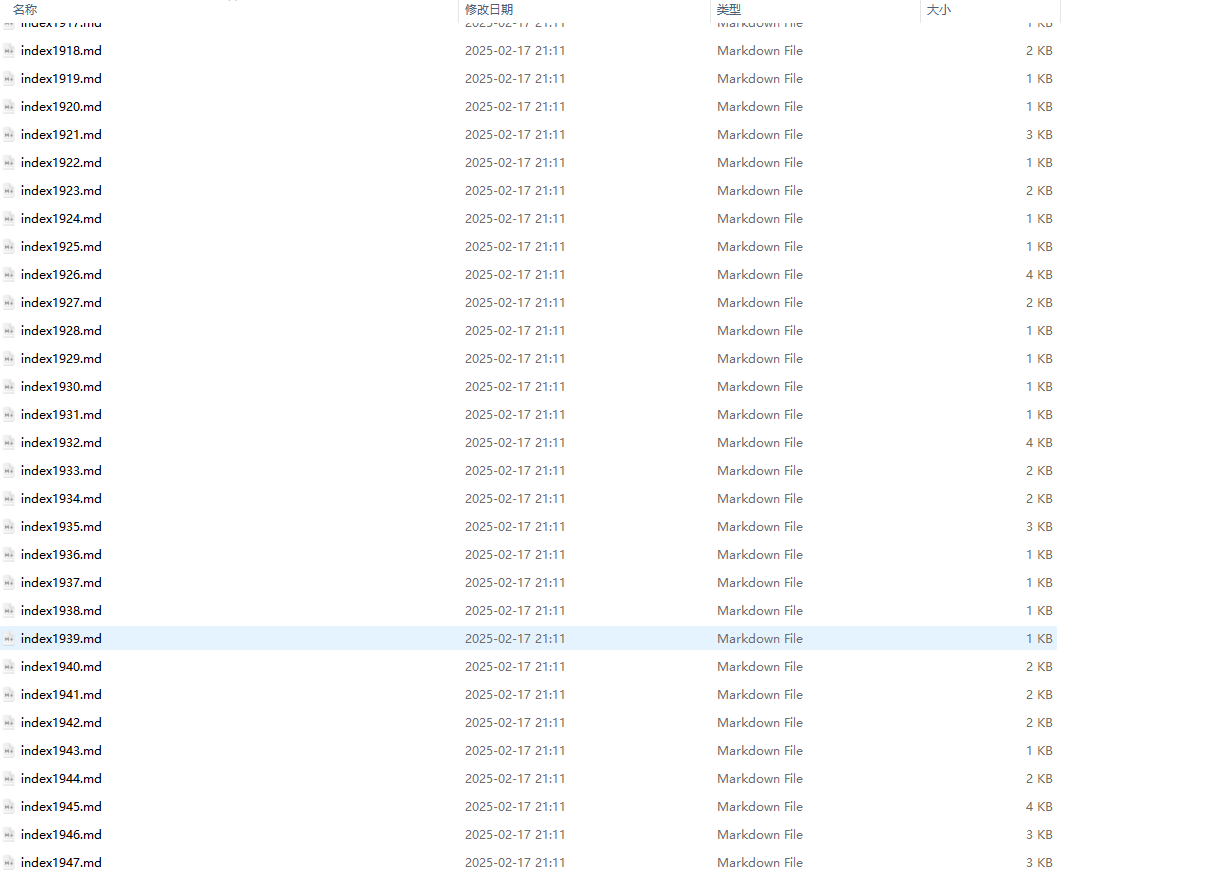 名称 修改日期 类型 大小
index1917.md 2025-02-17 21:11 Markdown File 1 KB
index1918.md 2025-02-17 21:11 Markdown File 2 KB
index1919.md 2025-02-17 21:11 Markdown File 1 KB
index1920.md 2025-02-17 21:11 Markdown File 1 KB
index1921.md 2025-02-17 21:11 Markdown File 3 KB
index1922.md 2025-02-17 21:11 Markdown File 1 KB
index1923.md 2025-02-17 21:11 Markdown File 2 KB
index1924.md 2025-02-17 21:11 Markdown File 1 KB
index1925.md 2025-02-17 21:11 Markdown File 1 KB
index1926.md 2025-02-17 21:11 Markdown File 4 KB
index1927.md 2025-02-17 21:11 Markdown File 2 KB
index1928.md 2025-02-17 21:11 Markdown File 1 KB
index1929.md 2025-02-17 21:11 Markdown File 1 KB
index1930.md 2025-02-17 21:11 Markdown File 1 KB
index1931.md 2025-02-17 21:11 Markdown File 1 KB
index1932.md 2025-02-17 21:11 Markdown File 4 KB
index1933.md 2025-02-17 21:11 Markdown File 2 KB
index1934.md 2025-02-17 21:11 Markdown File 2 KB
index1935.md 2025-02-17 21:11 Markdown File 3 KB
index1936.md 2025-02-17 21:11 Markdown File 1 KB
index1937.md 2025-02-17 21:11 Markdown File 1 KB
index1938.md 2025-02-17 21:11 Markdown File 1 KB
index1939.md 2025-02-17 21:11 Markdown File 1 KB
index1940.md 2025-02-17 21:11 Markdown File 2 KB
index1941.md 2025-02-17 21:11 Markdown File 2 KB
index1942.md 2025-02-17 21:11 Markdown File 2 KB
index1943.md 2025-02-17 21:11 Markdown File 1 KB
index1944.md 2025-02-17 21:11 Markdown File 2 KB
index1945.md 2025-02-17 21:11 Markdown File 4 KB
index1946.md 2025-02-17 21:11 Markdown File 3 KB
index1947.md 2025-02-17 21:11 Markdown File 3 KB